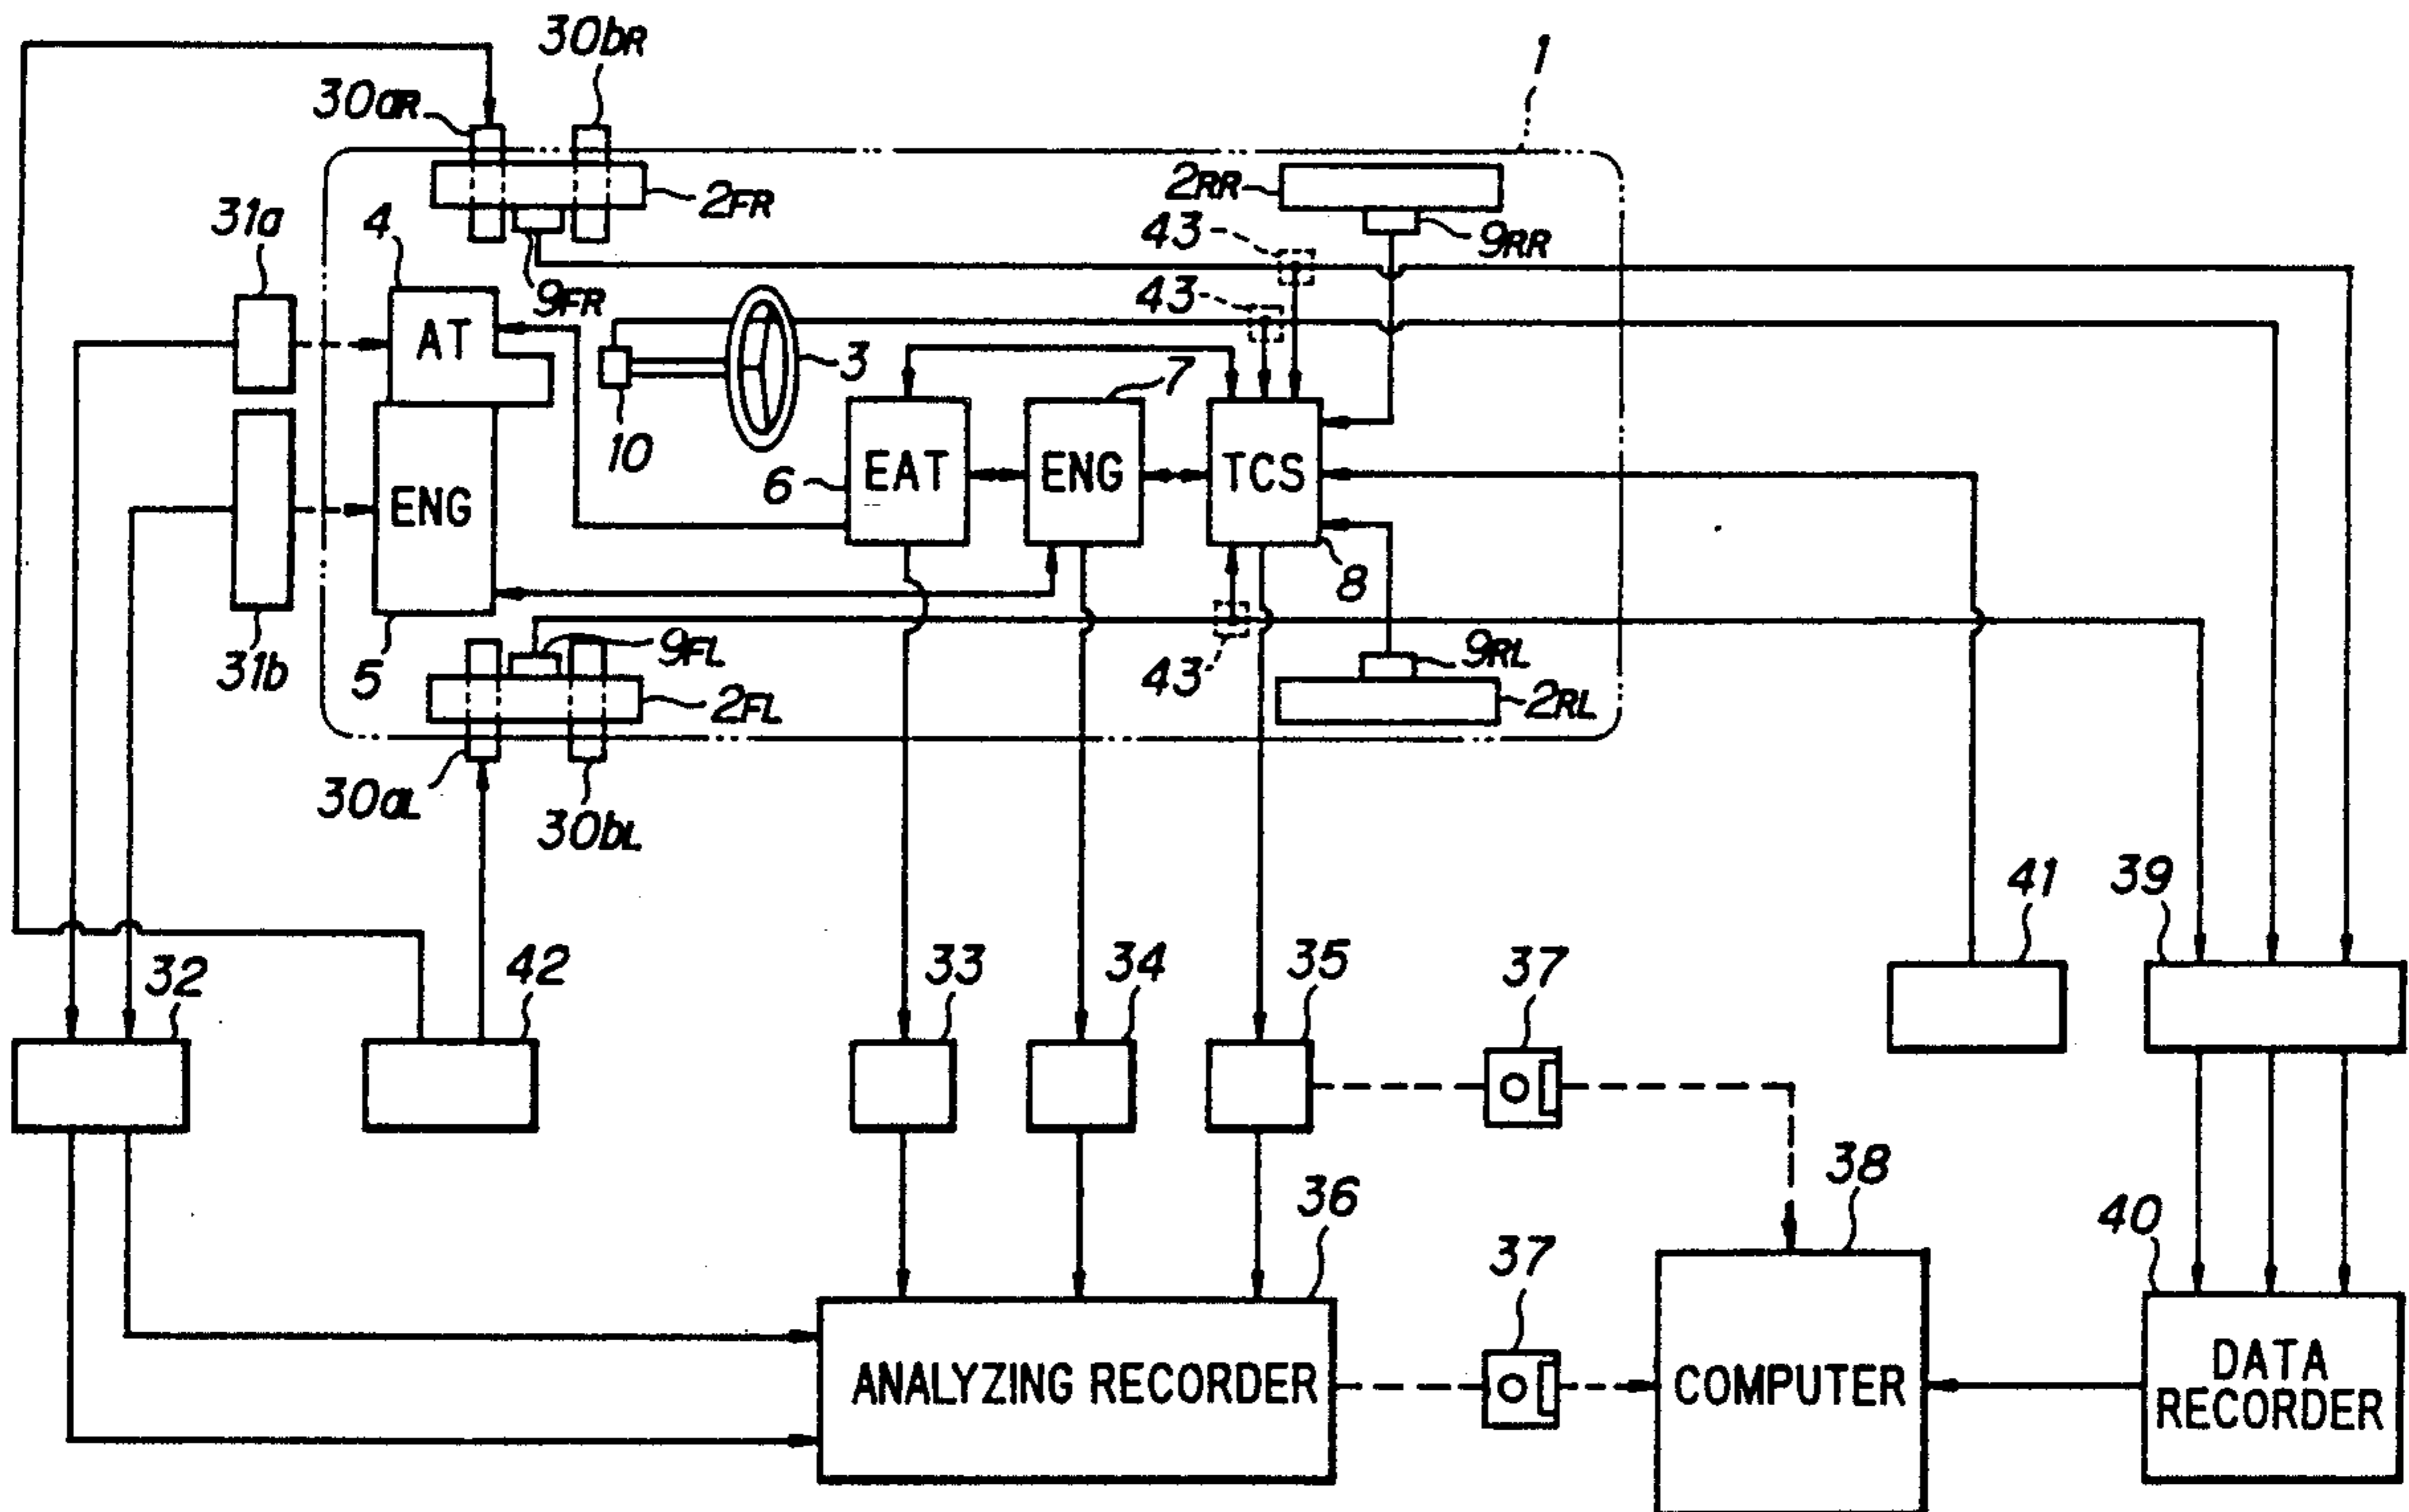 30bR
1
30aR
2RR
2FR
31a
4
43
9RR
9FR
43
AT
3
7
10
6
EAT
ENG
TCS
ENG
8
9FL
9RL
31b
5
43
2FL
2RL
30aL
30bL
41
39
32
42
33
34
35
37
38
36
40
37
ANALYZING RECORDER
COMPUTER
DATA
RECORDER